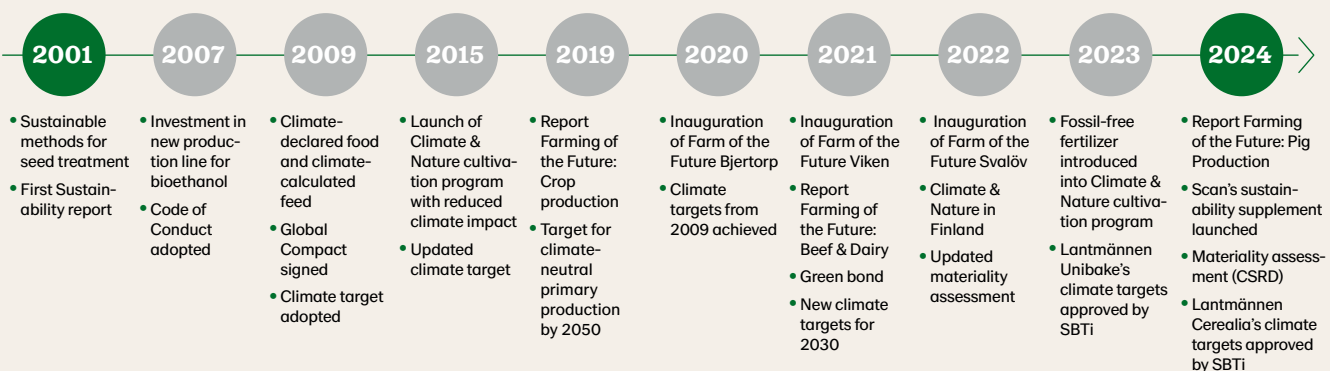 2001
Sustainable
methods for
seed treatment
First Sustain-
ability report
2007
Investment in
new produc-
tion line for
bioethanol
Code of
Conduct
adopted
2009
Climate-
declared food
and climate-
calculated
feed
Global
Compact
signed
Climate target
adopted
2015
Launch of
Climate &
Nature cultiva-
tion program
with reduced
climate impact
Updated
climate target
2019
Report
Farming of
the Future:
Crop
production
Target for
climate-
neutral
primary
production
by 2050
2020
Inauguration
of Farm of the
Future Bjertorp
Climate
targets from
2009 achieved
2021
Inauguration
of Farm of the
Future Viken
Report
Farming of
the Future:
Beef & Dairy
Green bond
New climate
targets for
2030
2022
Inauguration
of Farm of the
Future Svalöv
Climate &
Nature in
Finland
Updated
materiality
assessment
2023
Fossil-free
fertilizer
introduced
into Climate &
Nature cultiva-
tion program
Lantmännen
Unibake’s
climate targets
approved by
SBTi
2024
Report Farming
of the Future: Pig
Production
Scan’s sustain-
ability supplement
launched
Materiality assess-
ment (CSRD)
Lantmännen
Cerealia’s climate
targets approved
by SBTi